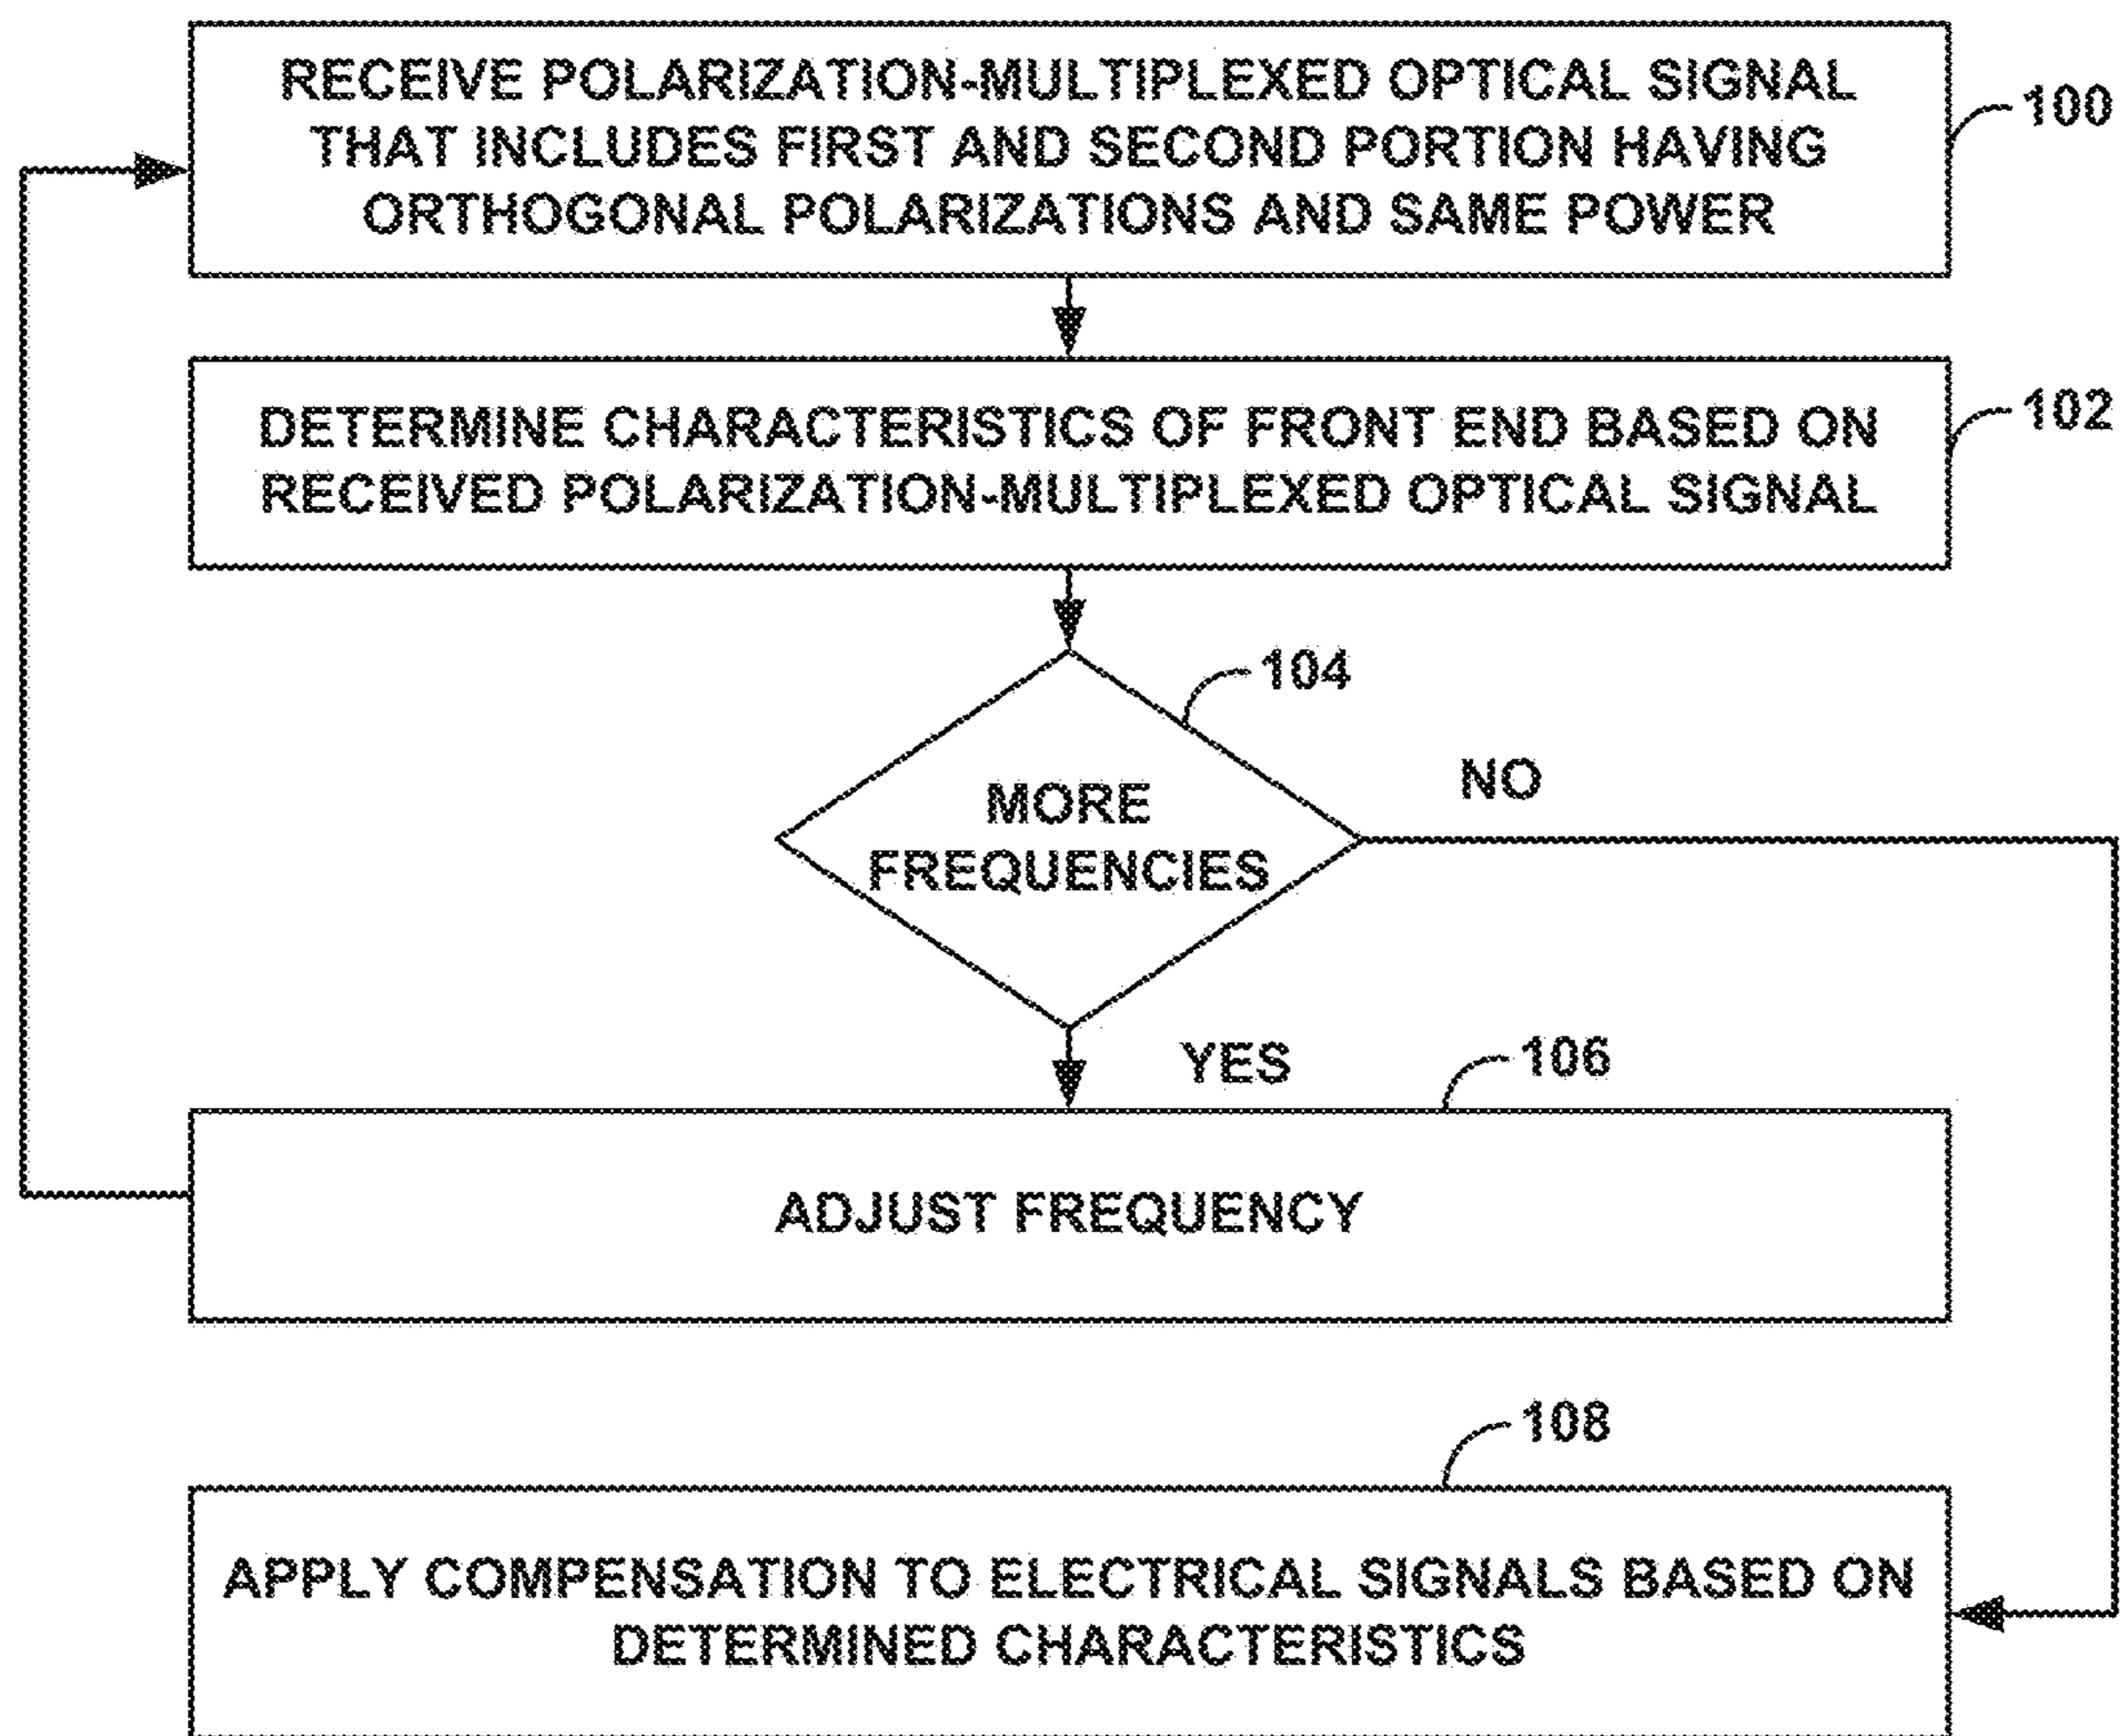 RECEIVE POLARIZATION-MULTIPLEXED OPTICAL SIGNAL
THAT INCLUDES FIRST AND SECOND PORTION HAVING
ORTHOGONAL POLARIZATIONS AND SAME POWER
100
DETERMINE CHARACTERISTICS OF FRONT END BASED ON
RECEIVED POLARIZATION-MULTIPLEXED OPTICAL SIGNAL
102
104
MORE
FREQUENCIES
NO
YES
106
ADJUST FREQUENCY
108
APPLY COMPENSATION TO ELECTRICAL SIGNALS BASED ON
DETERMINED CHARACTERISTICS